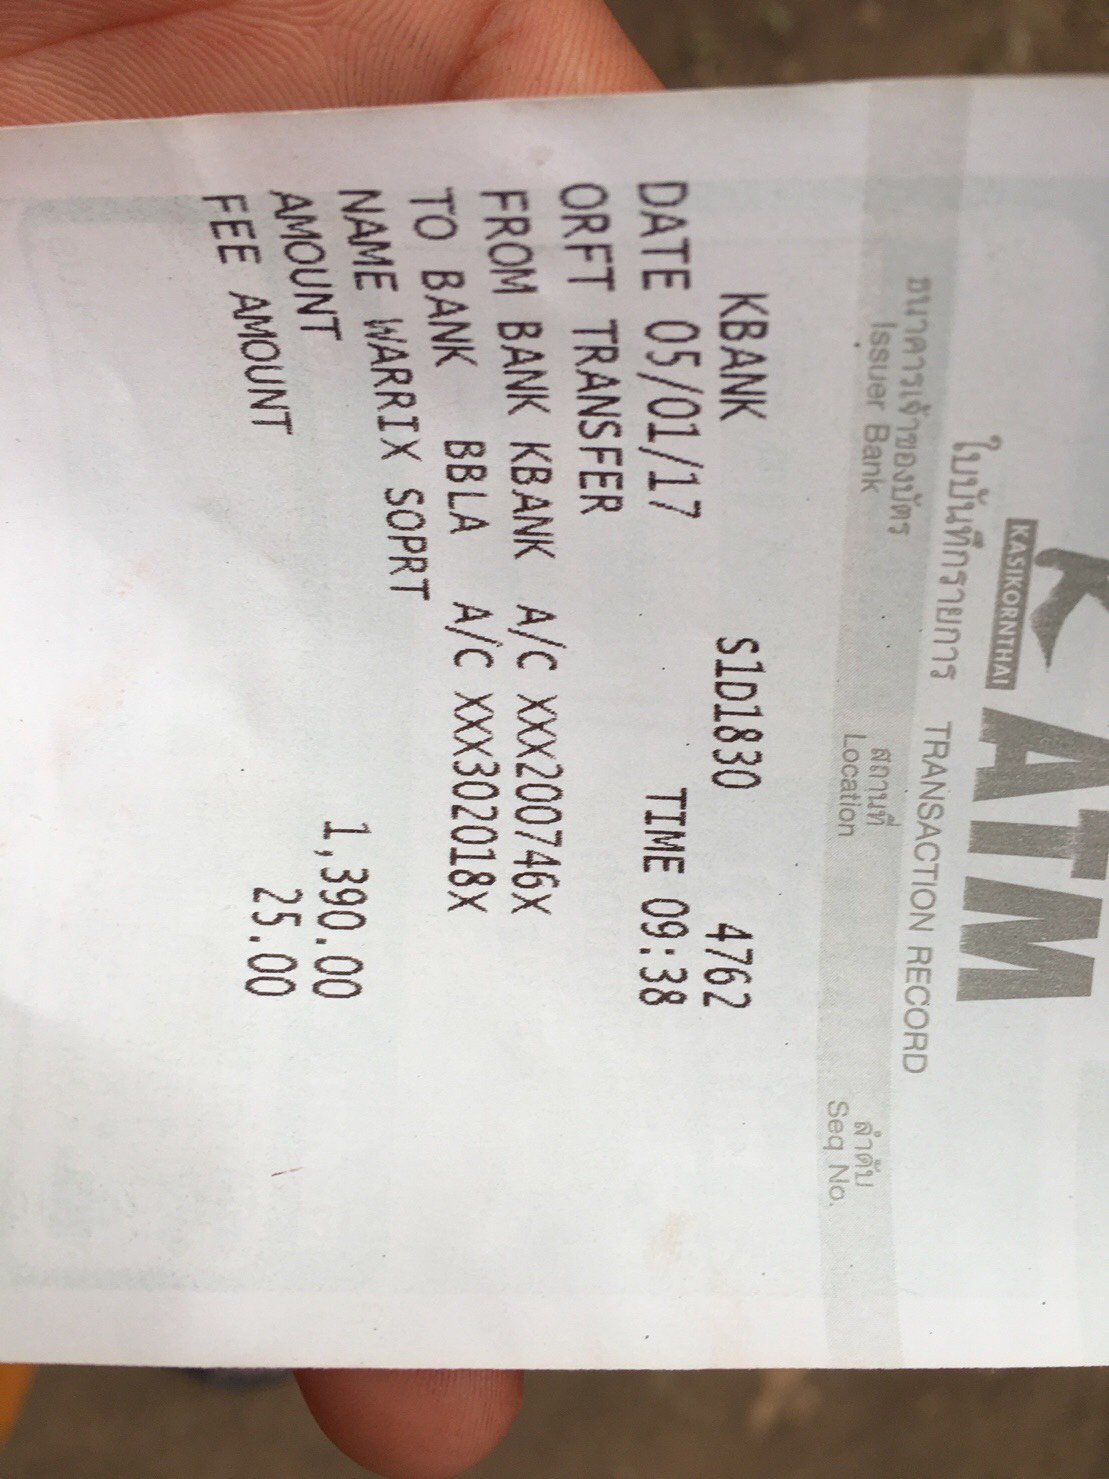 K-ATM
KASIKORNTHAI
ใบบันทึกรายการ TRANSACTION RECORD
ธนาคารเจ้าของบัตร สถานที่ ลำดับ
Issuer Bank Location Seq No.
KBANK S1D1830 4762
DATE 05/01/17 TIME 09:38
ORFT TRANSFER
FROM BANK KBANK A/C XXX200746X
TO BANK BBLA A/C XXX302018X
NAME WARRIX SOPRT
AMOUNT 1,390.00
FEE AMOUNT 25.00